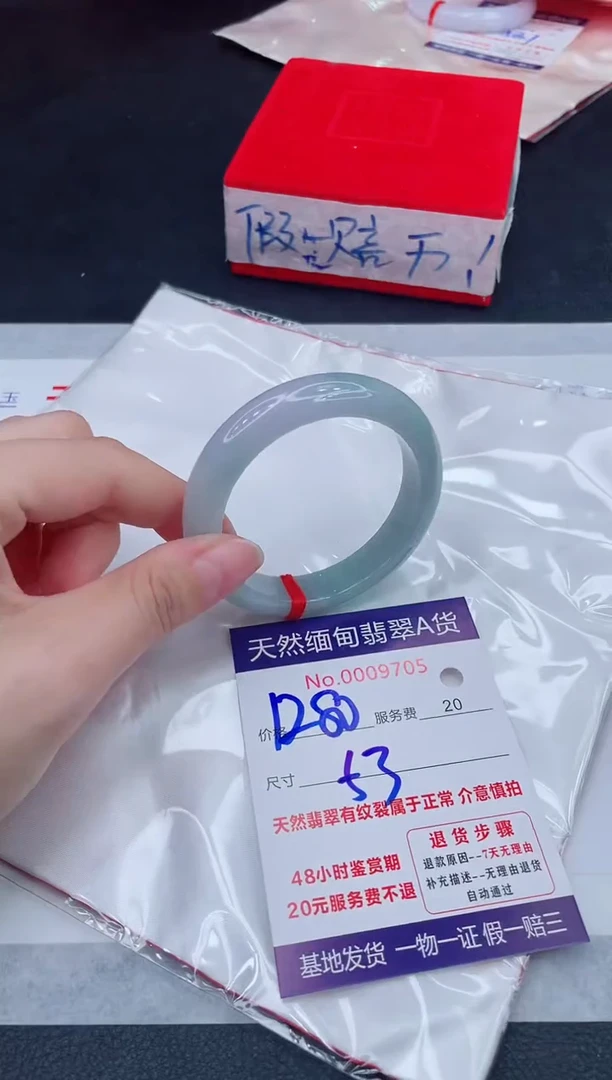 假一赔万！
玉
天然缅甸翡翠A货
No.0009705
价格 1280 服务费 20
尺寸 53
天然翡翠有纹裂属于正常 介意慎拍
48小时鉴赏期
20元服务费不退
退货步骤
退款原因--7天无理由
补充描述--无理由退货
自动通过
基地发货 一物一证 假一赔三